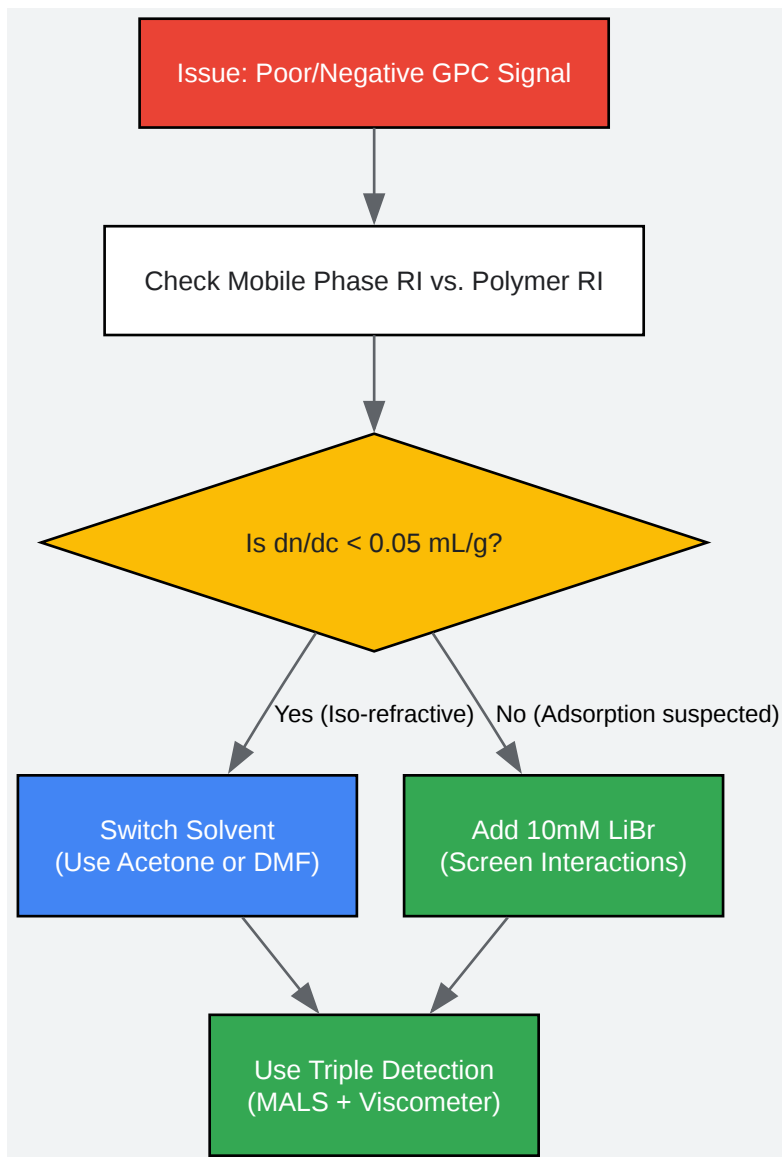 Issue: Poor/Negative GPC Signal
Check Mobile Phase RI vs. Polymer RI
Is dn/dc < 0.05 mL/g?
Yes (Iso-refractive)
No (Adsorption suspected)
Switch Solvent
(Use Acetone or DMF)
Add 10mM LiBr
(Screen Interactions)
Use Triple Detection
(MALS + Viscometer)